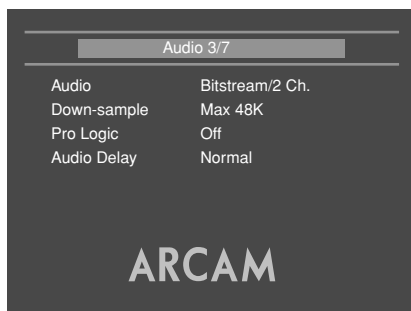 Audio 3/7
Audio Bitstream/2 Ch.
Down-sample Max 48K
Pro Logic Off
Audio Delay Normal
ARCAM